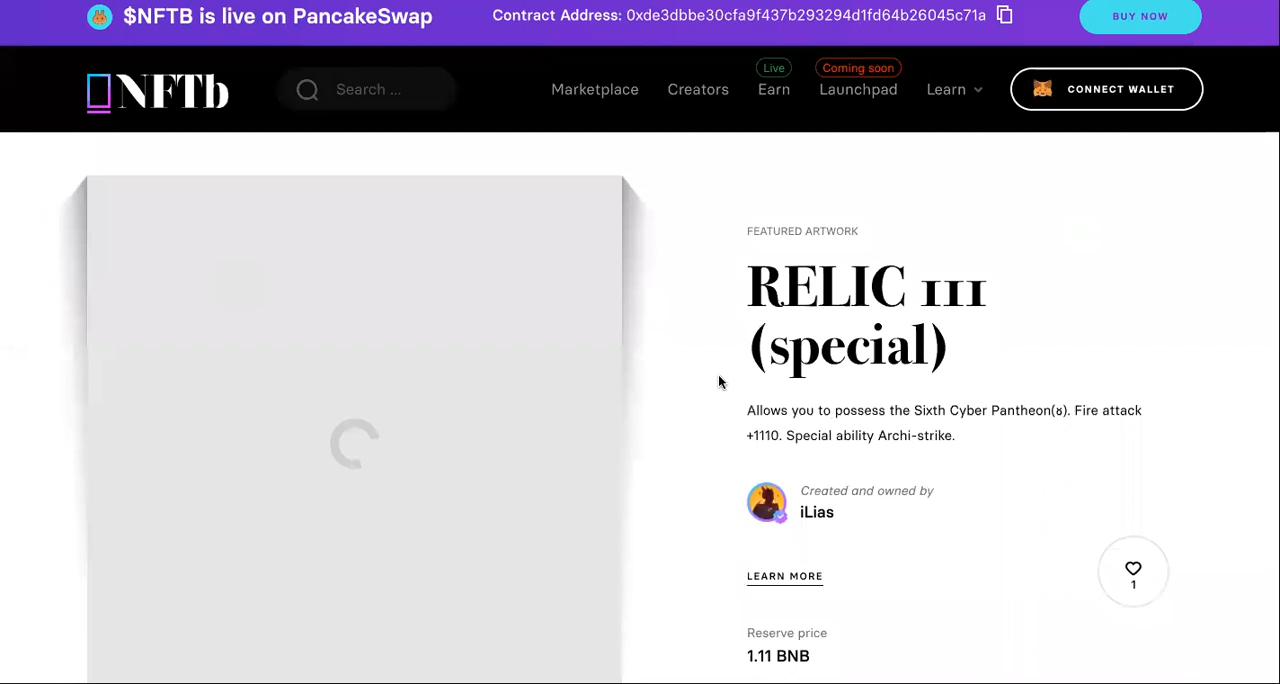 $NFTB is live on PancakeSwap
Contract Address: 0xde3dbbe30cfa9f437b293294d1fd64b26045c71a
BUY NOW
NFTb
Search ...
Marketplace
Creators
Live
Earn
Coming soon
Launchpad
Learn
CONNECT WALLET
FEATURED ARTWORK
RELIC III
(special)
Allows you to possess the Sixth Cyber Pantheon(ʊ). Fire attack
+1110. Special ability Archi-strike.
Created and owned by
iLias
LEARN MORE
1
Reserve price
1.11 BNB